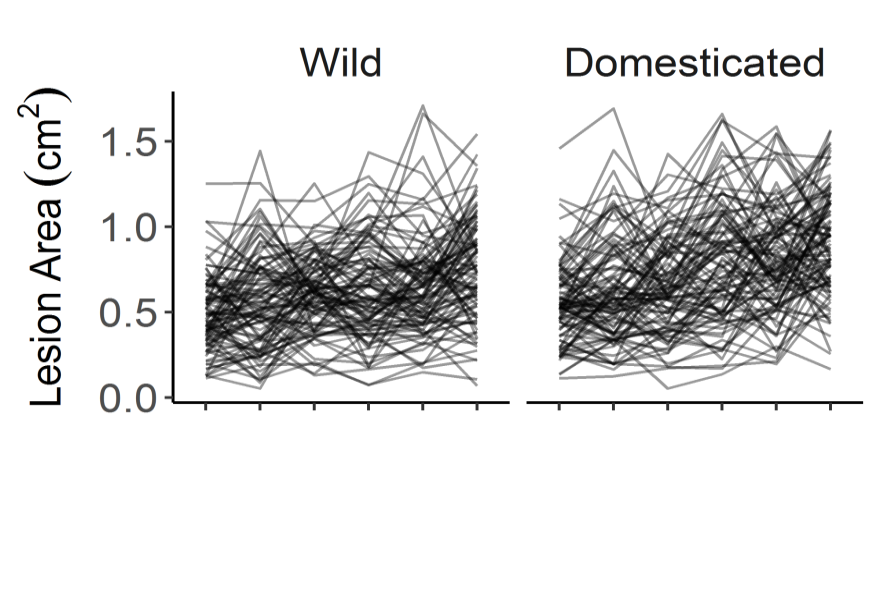 Wild
Domesticated
Lesion Area (cm²)
1.5
1.0
0.5
0.0